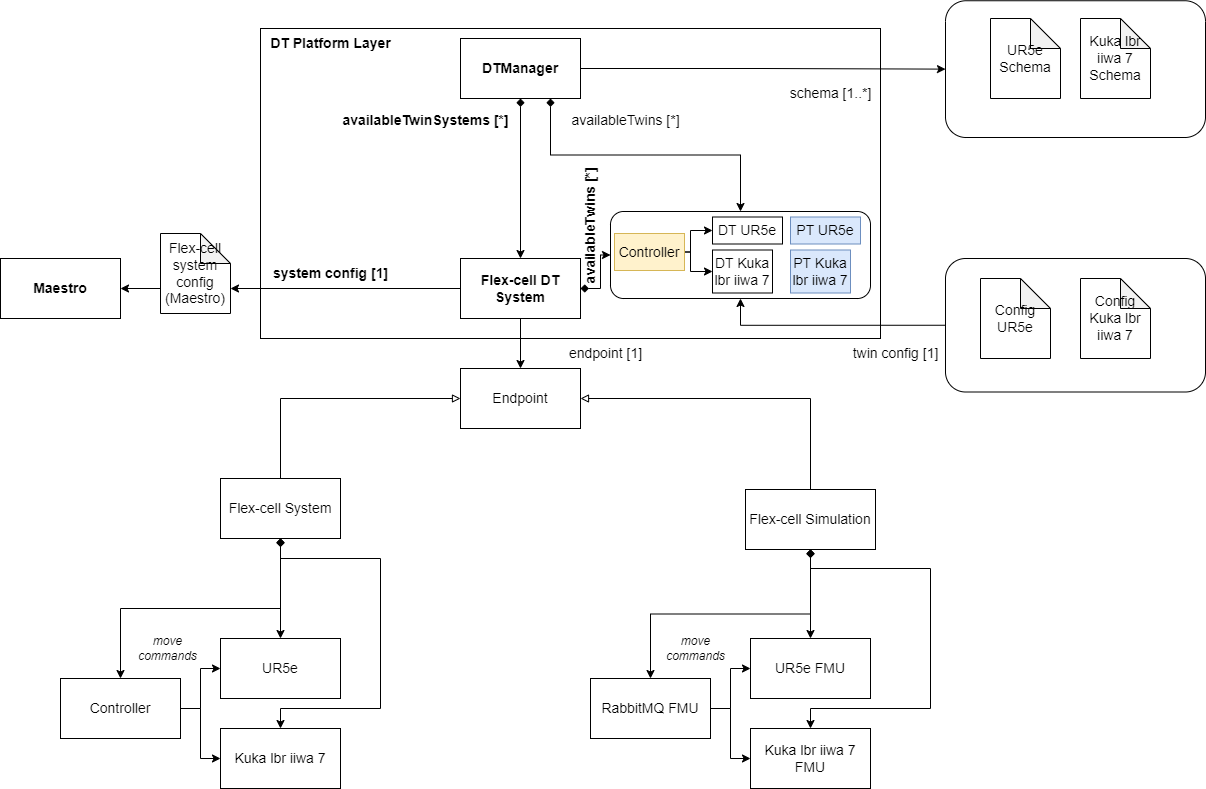 DT Platform Layer
DTManager
UR5e
Schema
Kuka lbr
iiwa 7
Schema
schema [1..*]
availableTwinSystems [*]
availableTwins [*]
availableTwins [*]
Controller
DT UR5e
PT UR5e
DT Kuka
lbr iiwa 7
PT Kuka
lbr iiwa 7
Maestro
Flex-cell
system
config
(Maestro)
system config [1]
Flex-cell DT
System
Config
UR5e
Config
Kuka lbr
iiwa 7
endpoint [1]
twin config [1]
Endpoint
Flex-cell System
Flex-cell Simulation
move
commands
UR5e
Controller
Kuka lbr iiwa 7
move
commands
UR5e FMU
RabbitMQ FMU
Kuka lbr iiwa 7
FMU